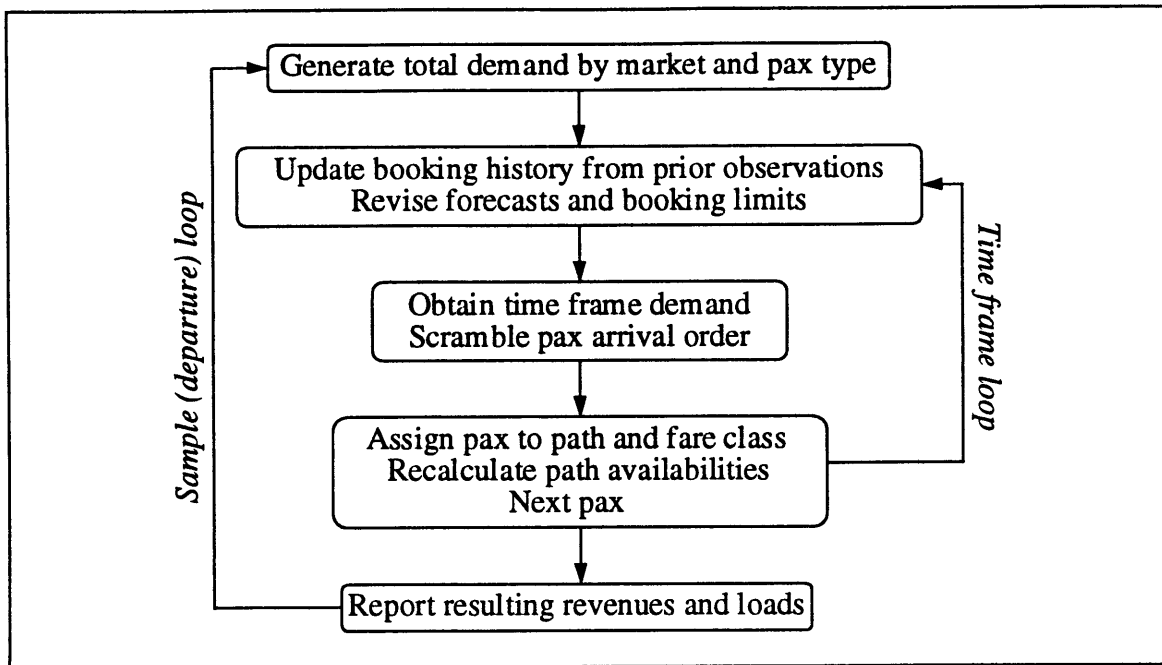 Generate total demand by market and pax type
Update booking history from prior observations
Revise forecasts and booking limits
Obtain time frame demand
Scramble pax arrival order
Assign pax to path and fare class
Recalculate path availabilities
Next pax
Report resulting revenues and loads
Sample (departure) loop
Time frame loop